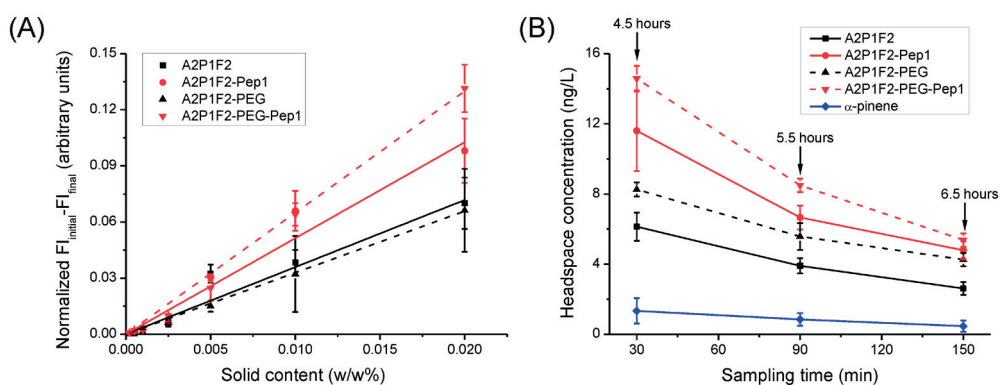 (A)
Normalized FIinitial-FIfinal (arbitrary units)
0.15
0.12
0.09
0.06
0.03
0.00
A2P1F2
A2P1F2-Pep1
A2P1F2-PEG
A2P1F2-PEG-Pep1
0.000
0.005
0.010
0.015
0.020
Solid content (w/w%)
(B)
Headspace concentration (ng/L)
16
12
8
4
0
4.5 hours
5.5 hours
6.5 hours
A2P1F2
A2P1F2-Pep1
A2P1F2-PEG
A2P1F2-PEG-Pep1
α-pinene
30
60
90
120
150
Sampling time (min)